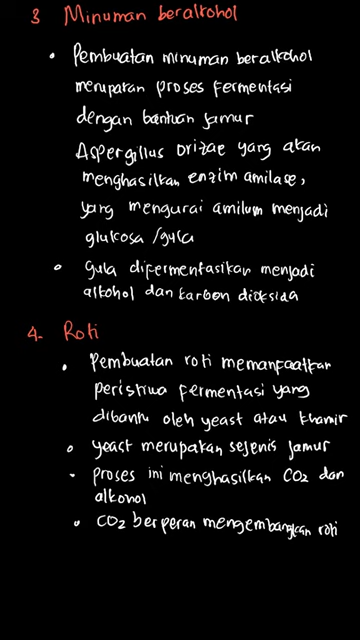 3 Minuman beralkohol
• Pembuatan minuman beralkohol
merupakan proses fermentasi
dengan bantuan jamur
Aspergillus orizae yang akan
menghasilkan enzim amilase,
yang mengurai amilum menjadi
glukosa/gula
• Gula difermentasikan menjadi
alkohol dan karbon dioksida
4. Roti
• Pembuatan roti memanfaatkan
peristiwa fermentasi yang
dibantu oleh yeast atau khamir
• yeast merupakan sejenis jamur
• proses ini menghasilkan CO2 dan
alkohol
• CO2 berperan mengembangkan roti